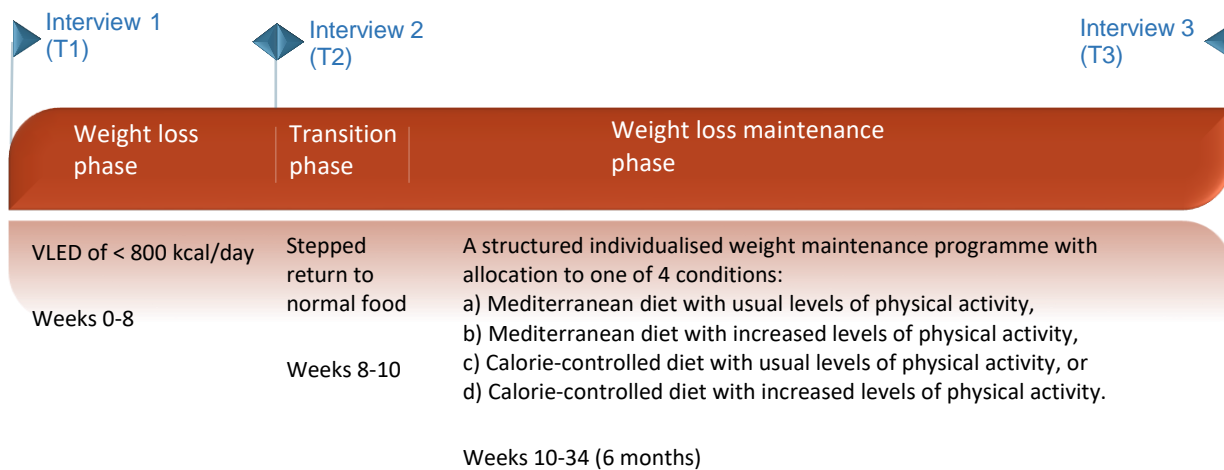 Interview 1
(T1)
Interview 2
(T2)
Interview 3
(T3)
Weight loss
phase
Transition
phase
Weight loss maintenance
phase
VLED of < 800 kcal/day
Weeks 0-8
Stepped
return to
normal food
Weeks 8-10
A structured individualised weight maintenance programme with
allocation to one of 4 conditions:
a) Mediterranean diet with usual levels of physical activity,
b) Mediterranean diet with increased levels of physical activity,
c) Calorie-controlled diet with usual levels of physical activity, or
d) Calorie-controlled diet with increased levels of physical activity.
Weeks 10-34 (6 months)